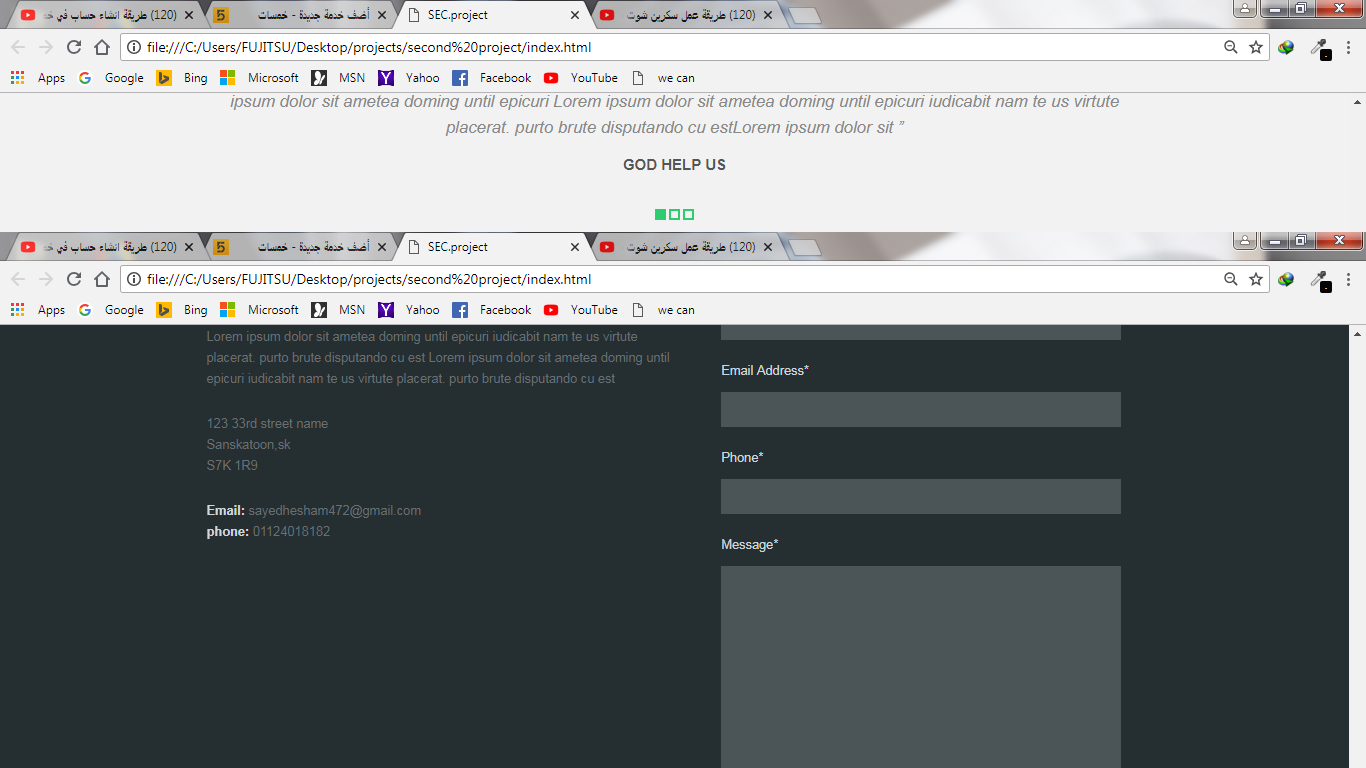 (120) طريقة انشاء حساب في خم
أضف خدمة جديدة - خمسات
SEC.project
(120) طريقة عمل سكرين شوت
file:///C:/Users/FUJITSU/Desktop/projects/second%20project/index.html
Apps Google Bing Microsoft MSN Yahoo Facebook YouTube we can
ipsum dolor sit ametea doming until epicuri Lorem ipsum dolor sit ametea doming until epicuri iudicabit nam te us virtute
placerat. purto brute disputando cu estLorem ipsum dolor sit ”
GOD HELP US
(120) طريقة انشاء حساب في خم
أضف خدمة جديدة - خمسات
SEC.project
(120) طريقة عمل سكرين شوت
file:///C:/Users/FUJITSU/Desktop/projects/second%20project/index.html
Apps Google Bing Microsoft MSN Yahoo Facebook YouTube we can
Lorem ipsum dolor sit ametea doming until epicuri iudicabit nam te us virtute
placerat. purto brute disputando cu est Lorem ipsum dolor sit ametea doming until
epicuri iudicabit nam te us virtute placerat. purto brute disputando cu est
123 33rd street name
Sanskatoon,sk
S7K 1R9
Email: sayedhesham472@gmail.com
phone: 01124018182
Email Address*
Phone*
Message*